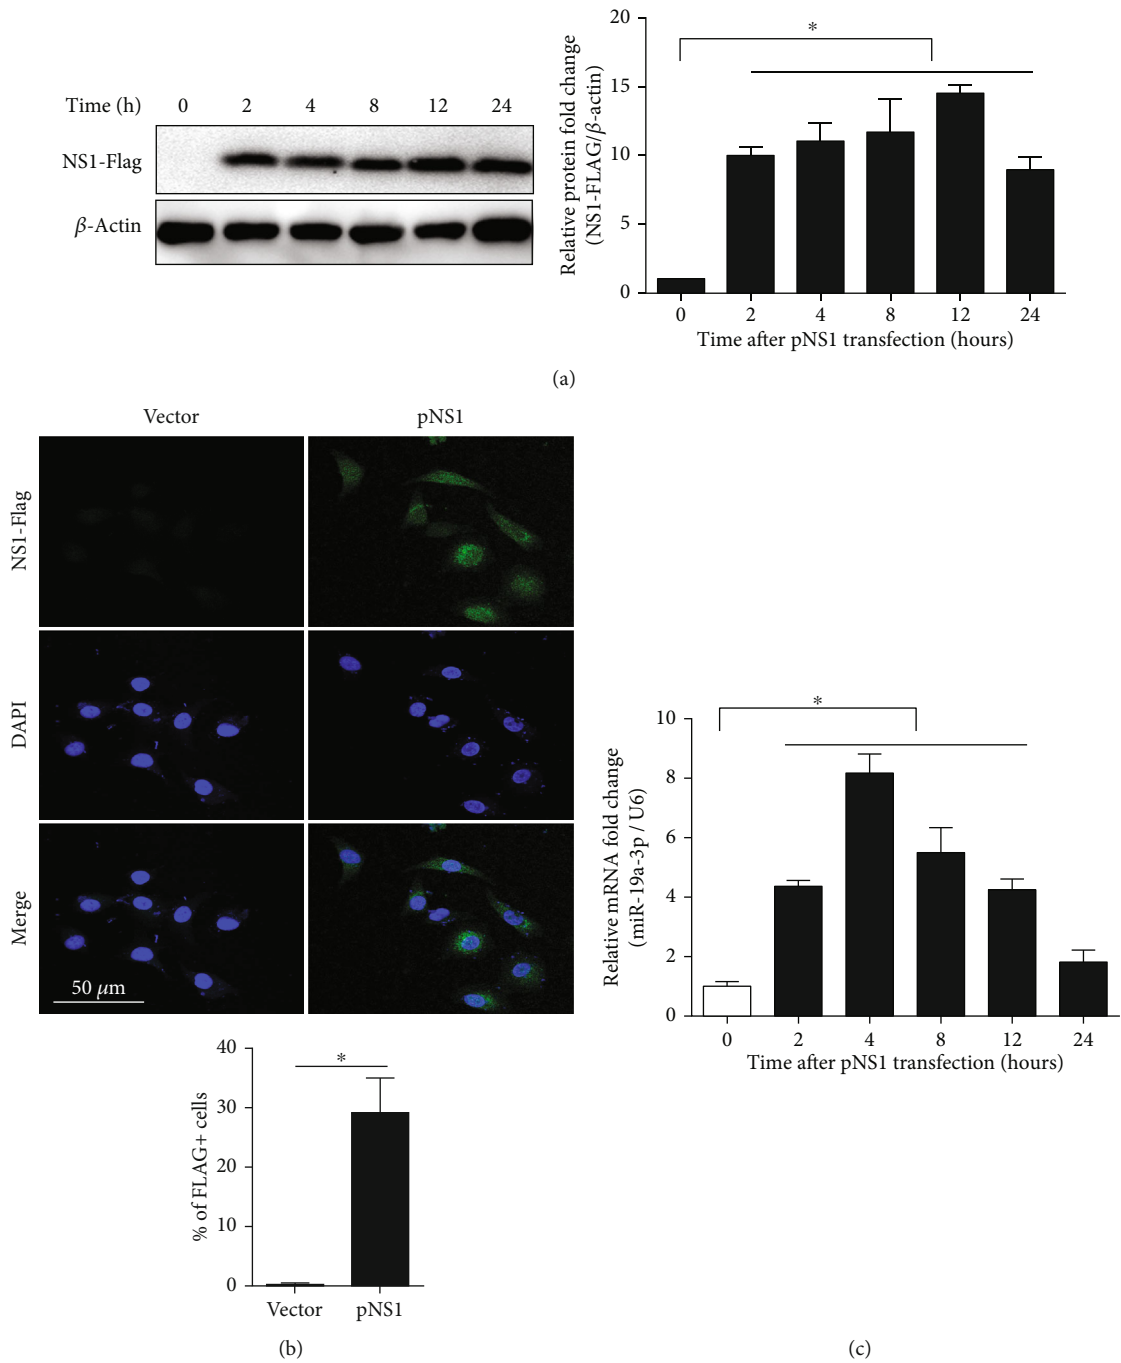 Time (h) 0 2 4 8 12 24
NS1-Flag
β-Actin
Relative protein fold change
(NS1-FLAG/β-actin)
20
15
10
5
0
*
0 2 4 8 12 24
Time after pNS1 transfection (hours)
(a)
Vector pNS1
NS1-Flag
DAPI
Merge
50 μm
% of FLAG+ cells
40
30
20
10
0
*
Vector pNS1
(b)
Relative mRNA fold change
(miR-19a-3p / U6)
10
8
6
4
2
0
*
0 2 4 8 12 24
Time after pNS1 transfection (hours)
(c)